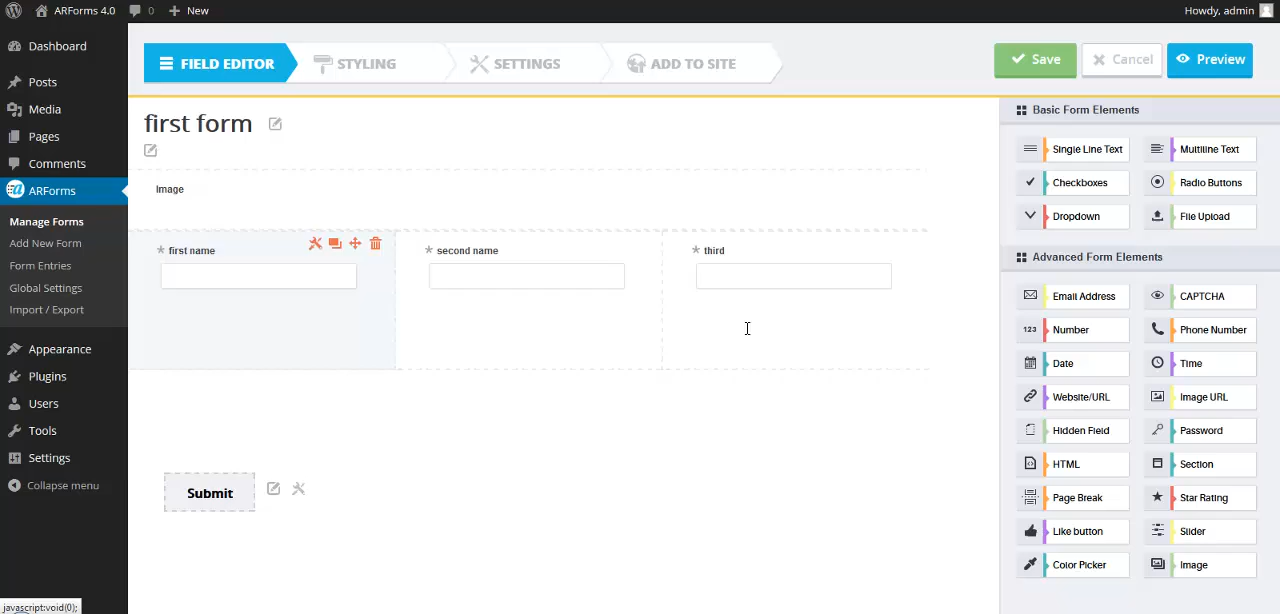 ARForms 4.0 0 New Howdy, admin
Dashboard
Posts
Media
Pages
Comments
ARForms
Manage Forms
Add New Form
Form Entries
Global Settings
Import / Export
Appearance
Plugins
Users
Tools
Settings
Collapse menu
FIELD EDITOR STYLING SETTINGS ADD TO SITE
Save Cancel Preview
first form
Image
* first name * second name * third
Submit
Basic Form Elements
Single Line Text Multiline Text
Checkboxes Radio Buttons
Dropdown File Upload
Advanced Form Elements
Email Address CAPTCHA
123 Number Phone Number
Date Time
Website/URL Image URL
Hidden Field Password
HTML Section
Page Break Star Rating
Like button Slider
Color Picker Image
javascript:void(0);